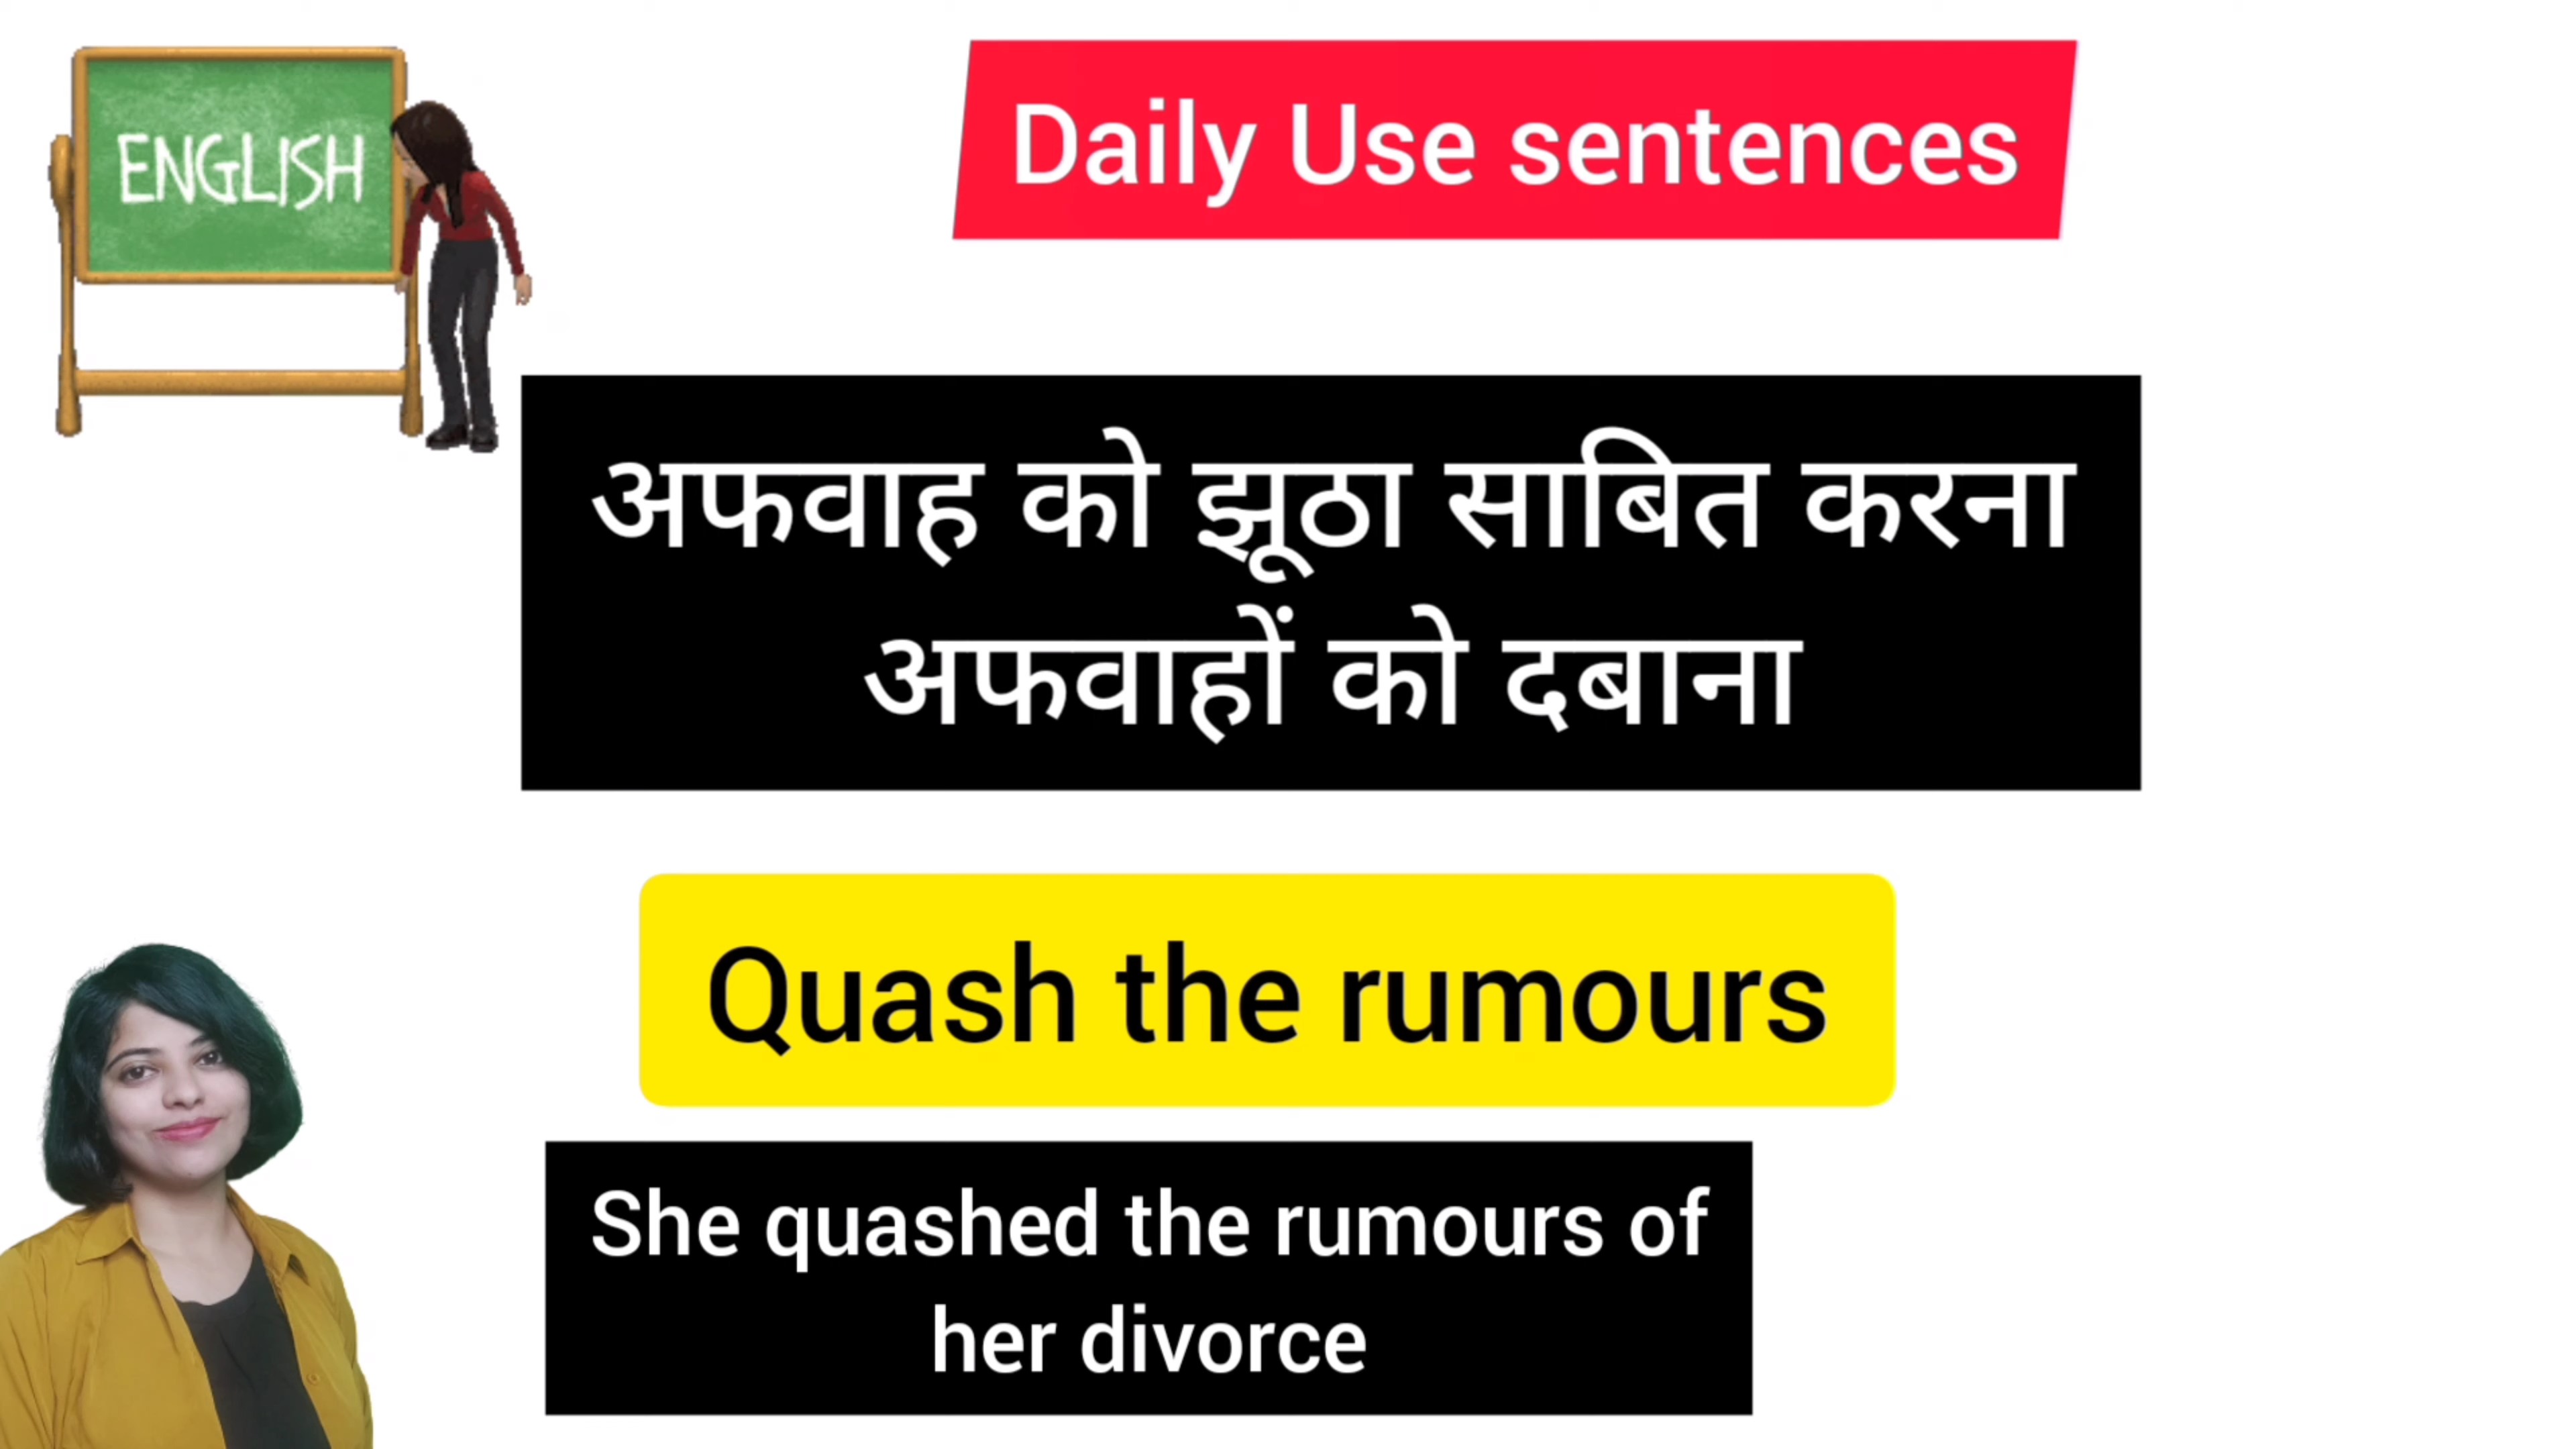 ENGLISH
Daily Use sentences
अफवाह को झूठा साबित करना
अफवाहों को दबाना
Quash the rumours
She quashed the rumours of
her divorce